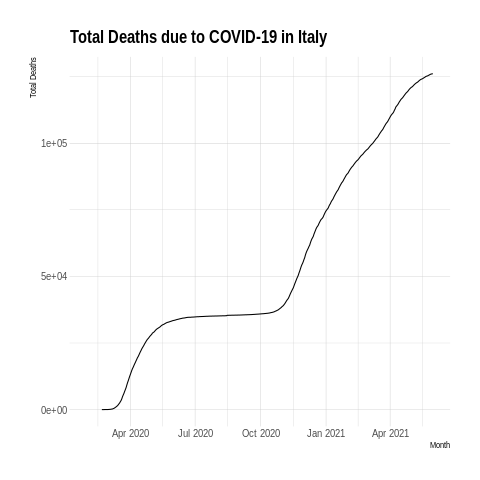 Total Deaths due to COVID-19 in Italy
Total Deaths
1e+05
5e+04
0e+00
Apr 2020 Jul 2020 Oct 2020 Jan 2021 Apr 2021
Month